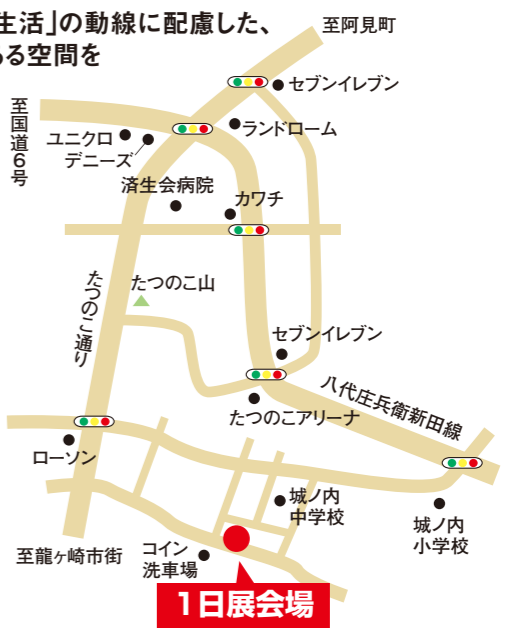 生活」の動線に配慮した、
ある空間を
至阿見町
セブンイレブン
至国道6号
ユニクロ
デニーズ
ランドローム
済生会病院
カワチ
たつのこ山
たつのこ通り
セブンイレブン
八代庄兵衛新田線
たつのこアリーナ
ローソン
城ノ内
中学校
城ノ内
小学校
至龍ヶ崎市街
コイン
洗車場
1日展会場